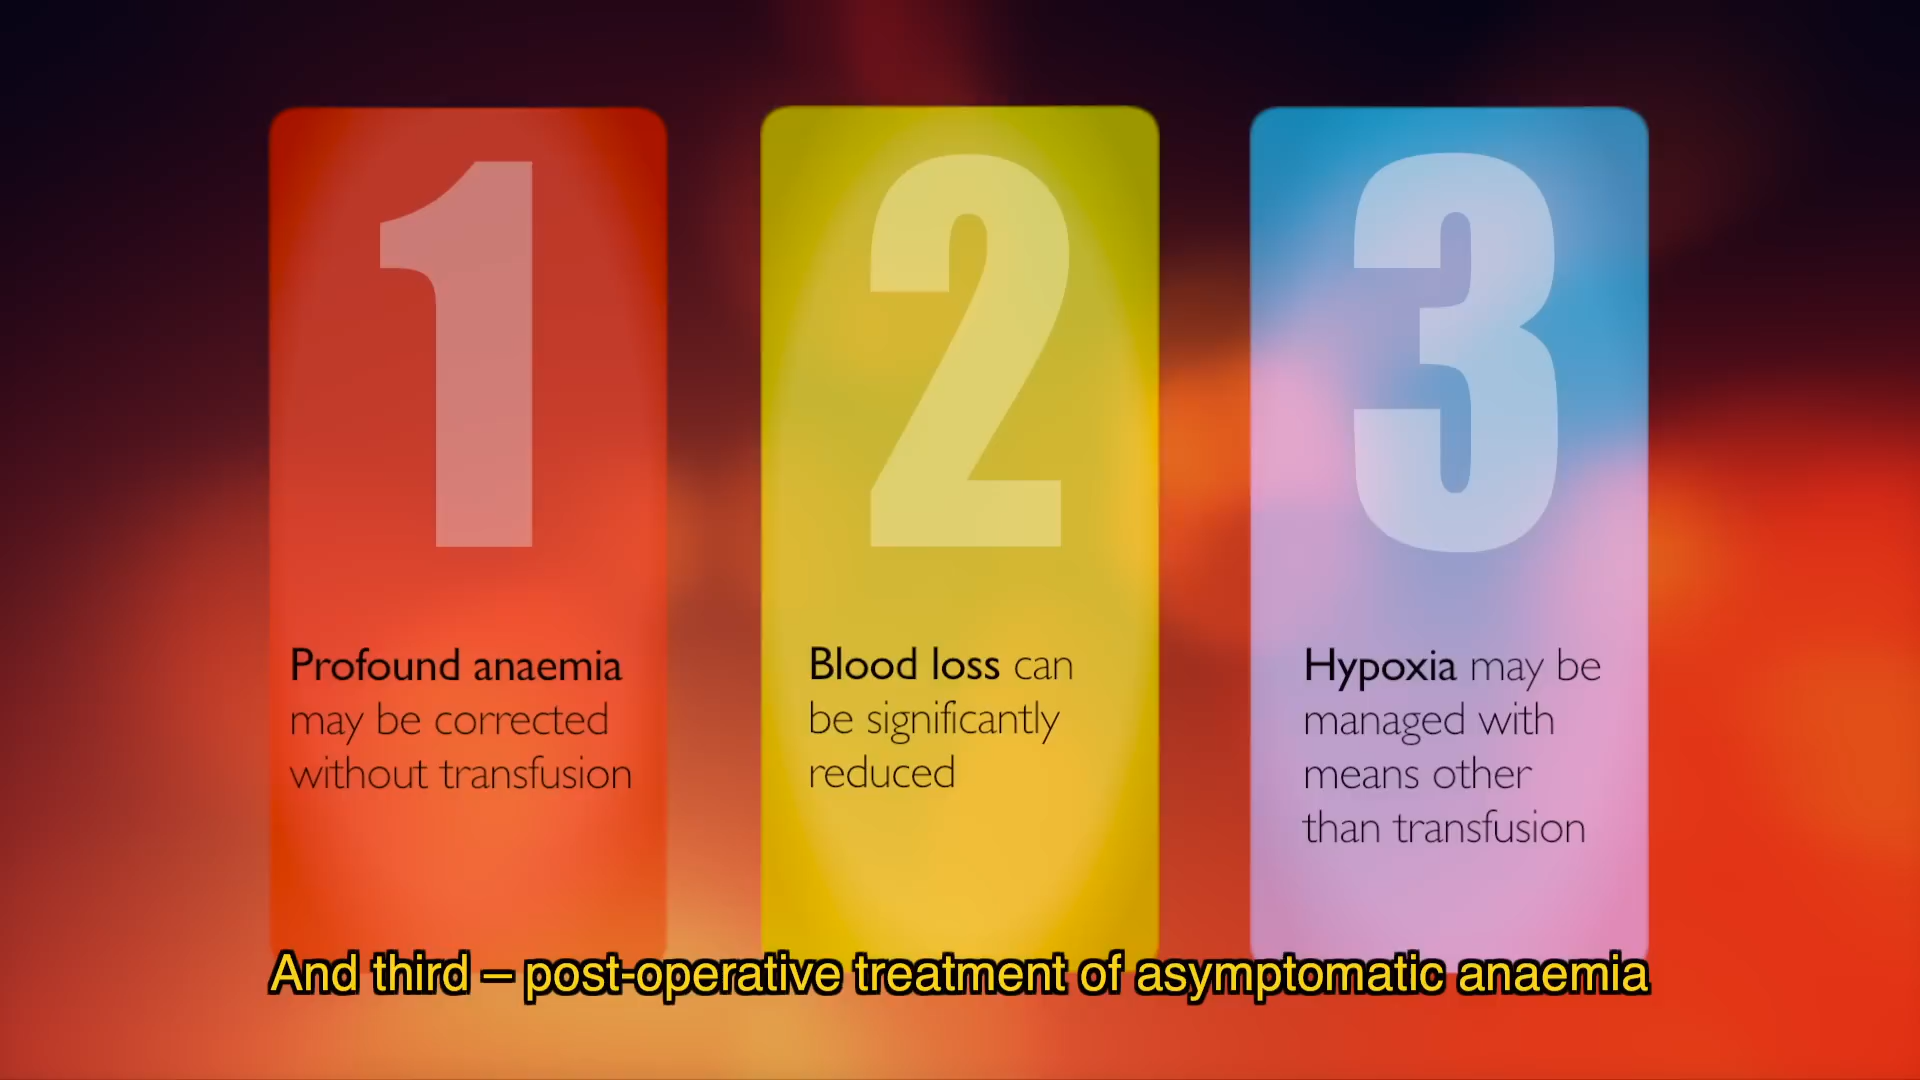 1
Profound anaemia
may be corrected
without transfusion
2
Blood loss can
be significantly
reduced
3
Hypoxia may be
managed with
means other
than transfusion
And third – post-operative treatment of asymptomatic anaemia